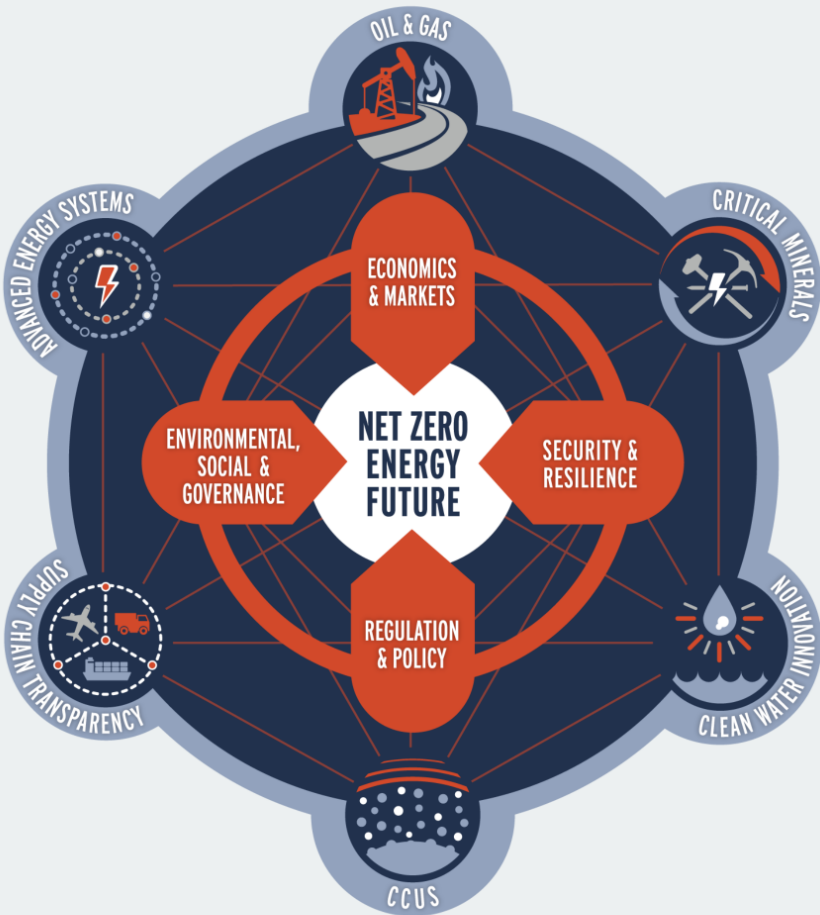 OIL & GAS
ADVANCED ENERGY SYSTEMS
CRITICAL MINERALS
ECONOMICS
& MARKETS
ENVIRONMENTAL,
SOCIAL &
GOVERNANCE
NET ZERO
ENERGY
FUTURE
SECURITY &
RESILIENCE
REGULATION
& POLICY
SUPPLY CHAIN TRANSPARENCY
CLEAN WATER INNOVATION
CCUS